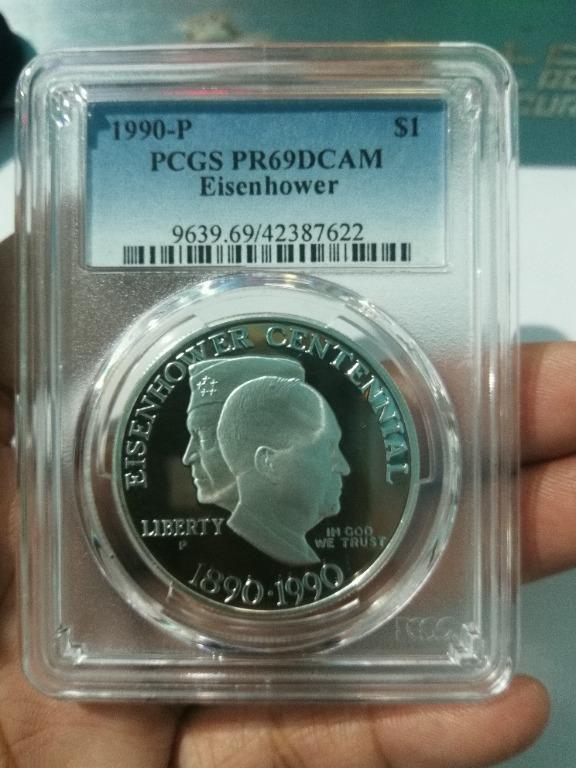 1990-P $1
PCGS PR69DCAM
Eisenhower
9639.69/42387622
EISENHOWER CENTENNIAL
LIBERTY
P
IN GOD
WE TRUST
1890·1990
PCGS